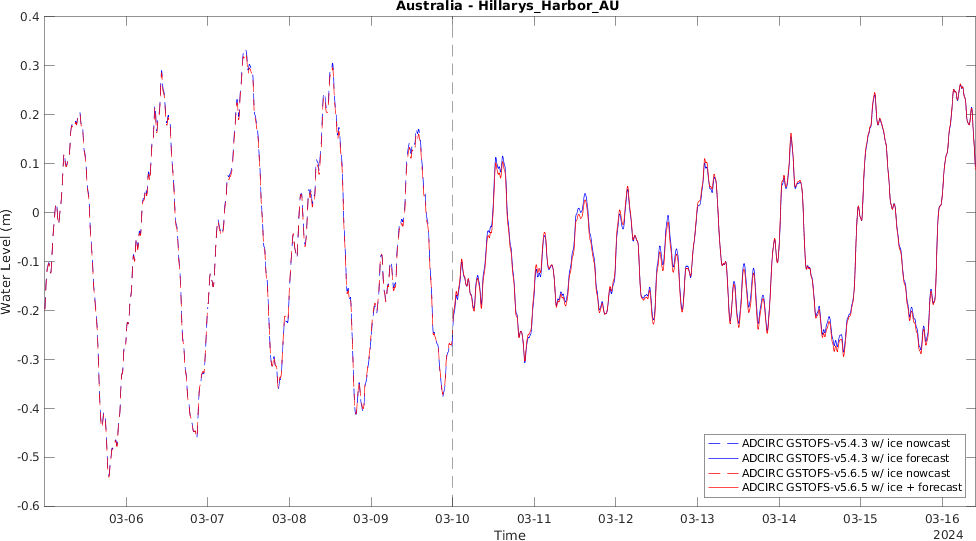 Australia - Hillarys_Harbor_AU
0.4
0.3
0.2
0.1
0
-0.1
-0.2
-0.3
-0.4
-0.5
-0.6
Water Level (m)
ADCIRC GSTOFS-v5.4.3 w/ ice nowcast
ADCIRC GSTOFS-v5.4.3 w/ ice forecast
ADCIRC GSTOFS-v5.6.5 w/ ice nowcast
ADCIRC GSTOFS-v5.6.5 w/ ice + forecast
03-06 03-07 03-08 03-09 03-10 03-11 03-12 03-13 03-14 03-15 03-16
Time
2024